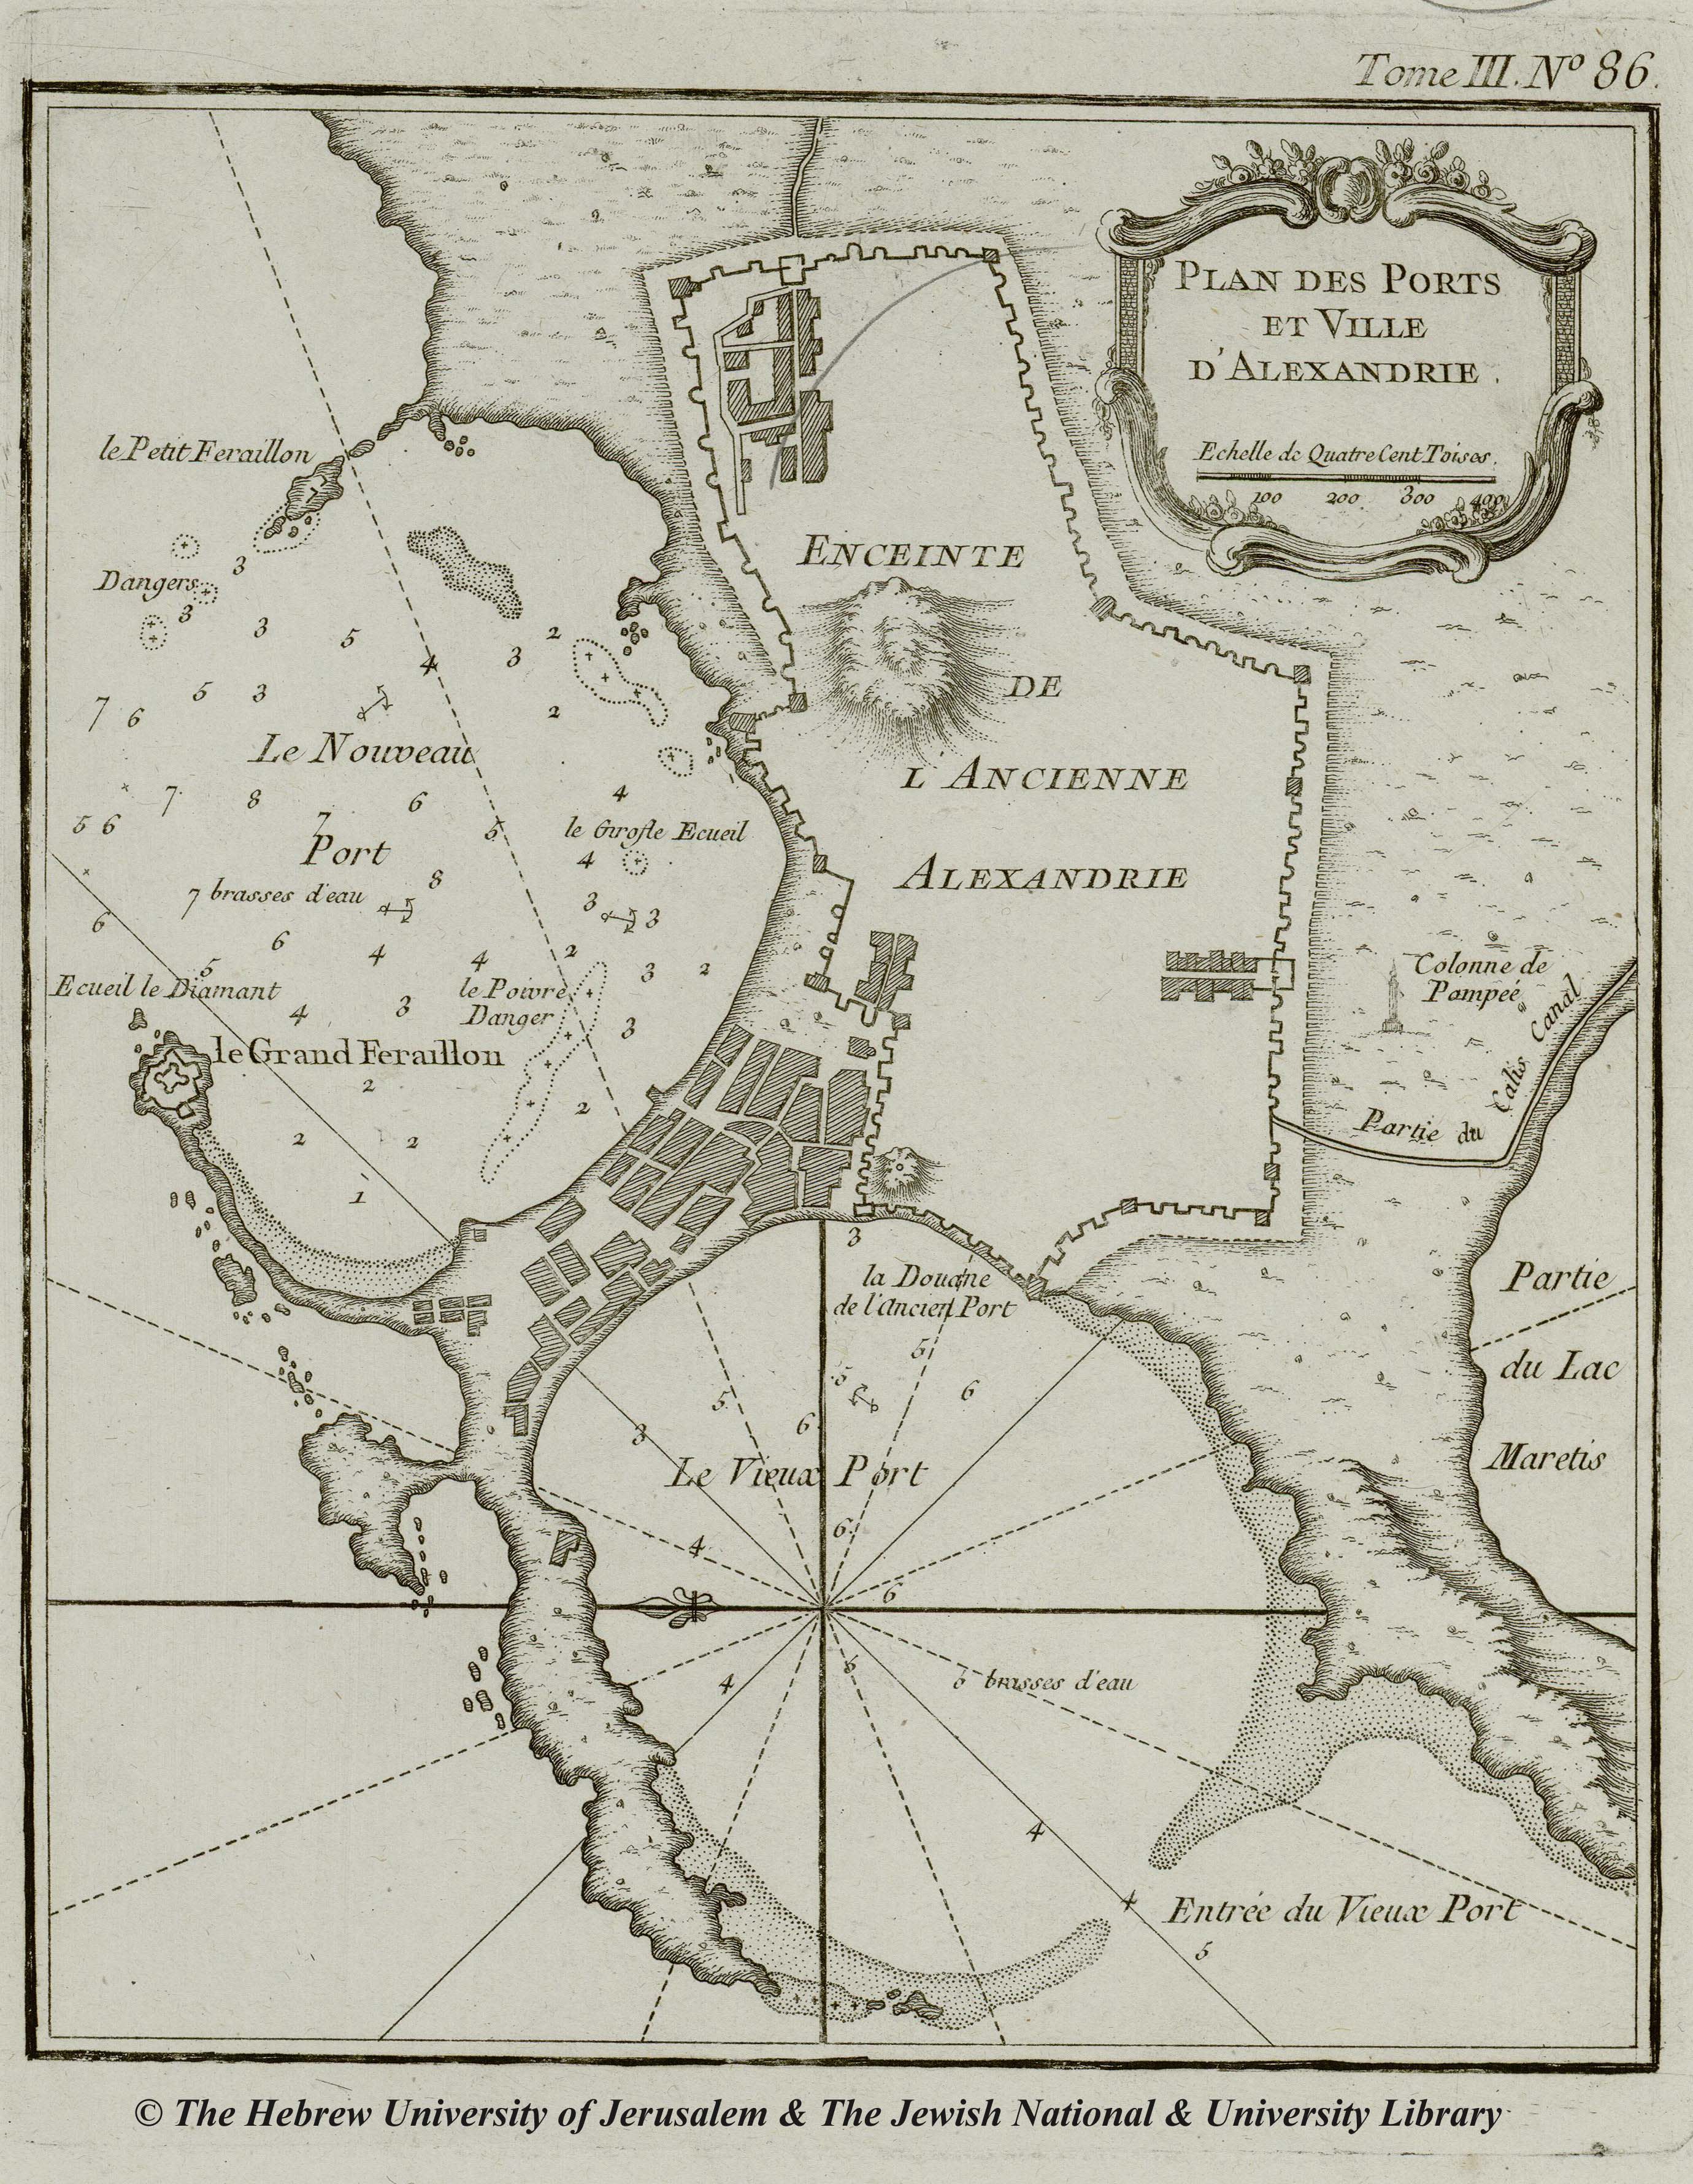 Tome III. Nº 86.
PLAN DES PORTS
ET VILLE
D'ALEXANDRIE.
Echelle de Quatre Cent Toises.
100 200 300 400
le Petit Feraillon
Dangers
3
3
3
5
4
3
2
2
5
3
7
6
Le Nouveau
7
8
6
4
5 6
7
5
le Girofle Ecueil
Port
4
8
7 brasses d'eau
3
3
6
6
4
4
2
3
2
5
Ecueil le Diamant
le Poivre
Danger
4
3
3
le Grand Feraillon
2
2
2
2
1
ENCEINTE
DE
L'ANCIENNE
ALEXANDRIE
Colonne de
Pompeé
Partie du Calis Canal
Partie
du Lac
Maretis
3
la Douane
de l'Ancien Port
5
5
6
5
6
3
Le Vieux Port
6
4
6
4
6 brasses d'eau
4
4
Entrée du Vieux Port
5
© The Hebrew University of Jerusalem & The Jewish National & University Library